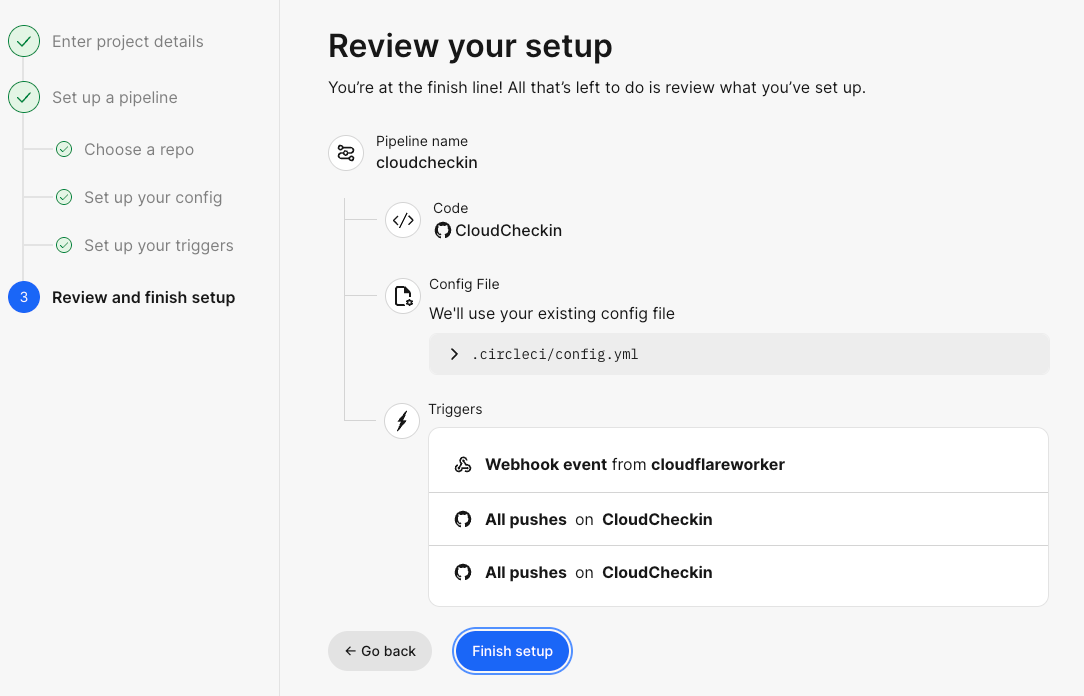 Enter project details
Set up a pipeline
Choose a repo
Set up your config
Set up your triggers
3 Review and finish setup
Review your setup
You’re at the finish line! All that’s left to do is review what you’ve set up.
Pipeline name
cloudcheckin
Code
CloudCheckin
Config File
We'll use your existing config file
.circleci/config.yml
Triggers
Webhook event from cloudflareworker
All pushes on CloudCheckin
All pushes on CloudCheckin
← Go back
Finish setup